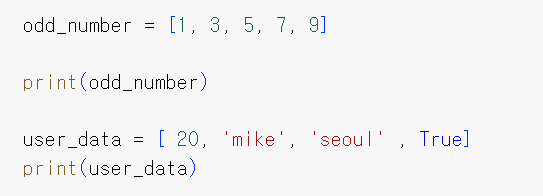 odd_number = [1, 3, 5, 7, 9]
print(odd_number)
user_data = [ 20, 'mike', 'seoul' , True]
print(user_data)